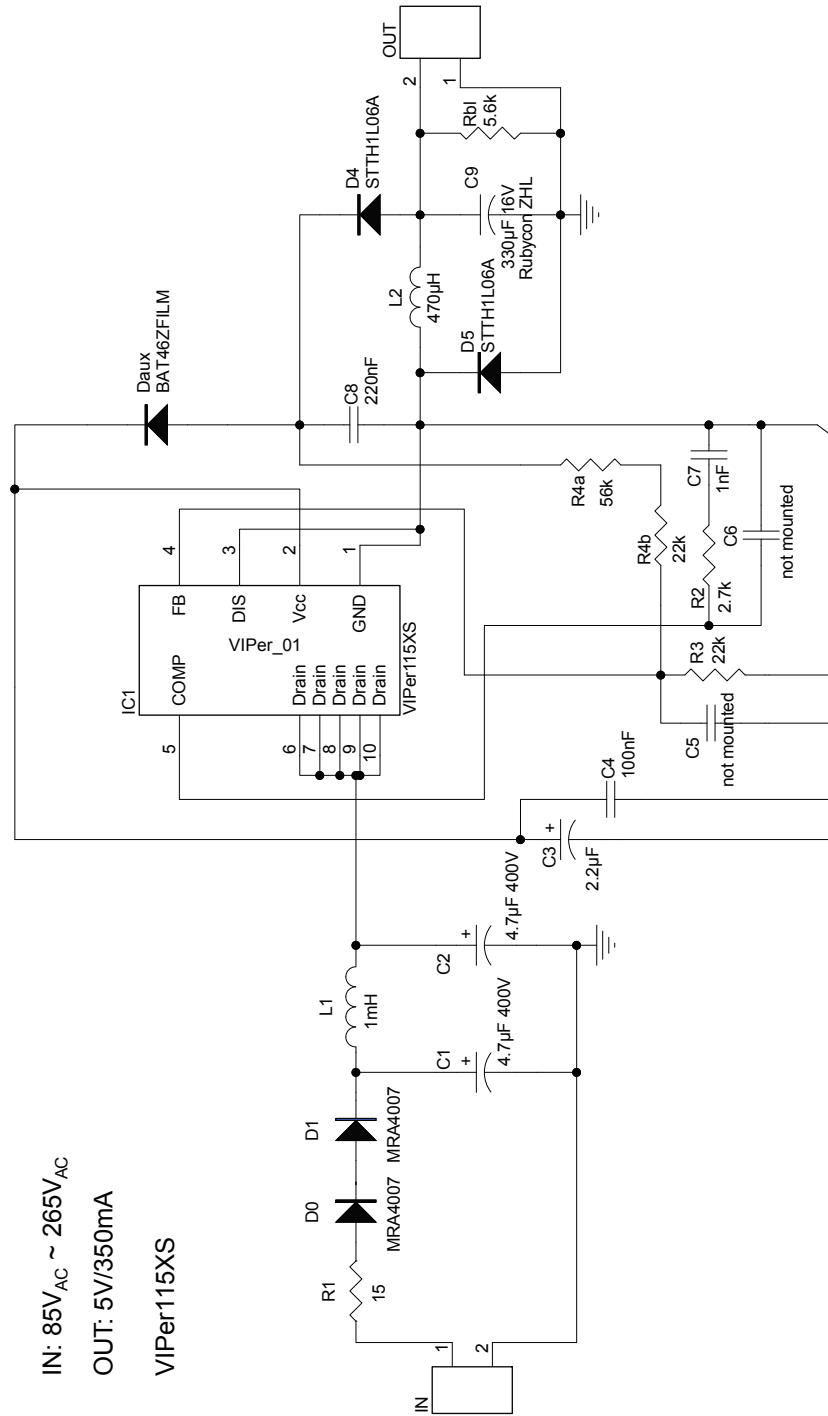 IN: 85VAC ~ 265VAC
OUT: 5V/350mA
VIPer115XS
IN
1
2
R1
15
D0
MRA4007
D1
MRA4007
L1
1mH
C1
4.7µF 400V
C2
4.7µF 400V
C3
2.2µF
C4
100nF
C5
not mounted
R3
22k
R2
2.7k
C7
1nF
C6
not mounted
R4b
22k
R4a
56k
IC1
VIPer_01
VIPer115XS
COMP
Drain
Drain
Drain
Drain
Drain
FB
DIS
Vcc
GND
5
6
7
8
9
10
4
3
2
1
Daux
BAT46ZFILM
C8
220nF
L2
470µH
D5
STTH1L06A
D4
STTH1L06A
C9
330µF 16V
Rubycon ZHL
Rbl
5.6k
OUT
2
1